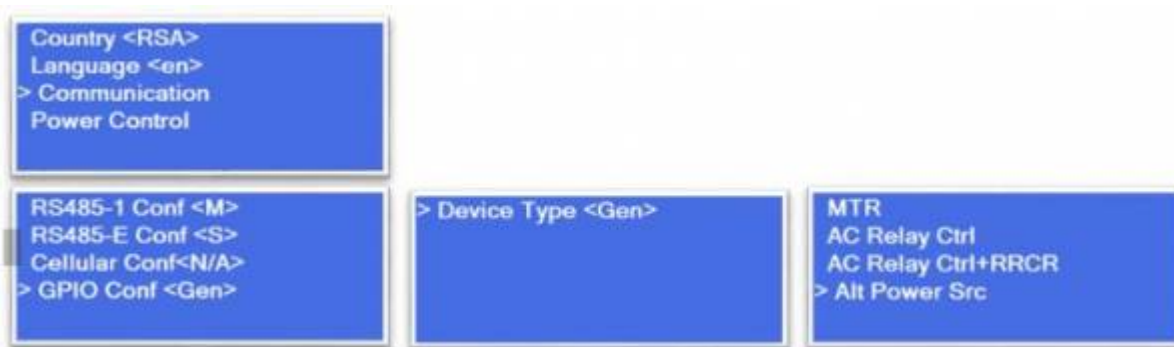 Country <RSA>
Language <en>
> Communication
Power Control
RS485-1 Conf <M>
RS485-E Conf <S>
Cellular Conf<N/A>
> GPIO Conf <Gen>
> Device Type <Gen>
MTR
AC Relay Ctrl
AC Relay Ctrl+RRCR
> Alt Power Src